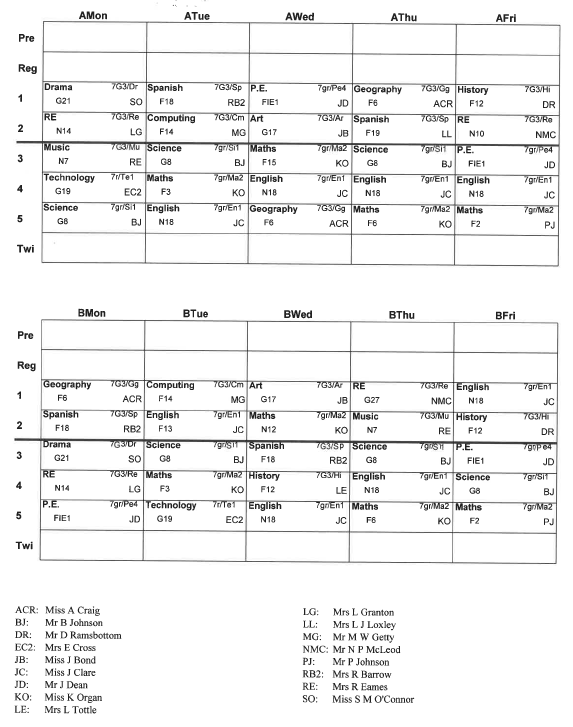 AMon ATue AWed AThu AFri
Pre
Reg
Drama 7G3/Dr Spanish 7G3/Sp P.E. 7gr/Pe4 Geography 7G3/Gg History 7G3/Hi
1 G21 SO F18 RB2 FIE1 JD F6 ACR F12 DR
RE 7G3/Re Computing 7G3/Cm Art 7G3/Ar Spanish 7G3/Sp RE 7G3/Re
2 N14 LG F14 MG G17 JB F19 LL N10 NMC
Music 7G3/Mu Science 7gr/Si1 Maths 7gr/Ma2 Science 7gr/Si1 P.E. 7gr/Pe4
3 N7 RE G8 BJ F15 KO G8 BJ FIE1 JD
Technology 7r/Te1 Maths 7gr/Ma2 English 7gr/En1 English 7gr/En1 English 7gr/En1
4 G19 EC2 F3 KO N18 JC N18 JC N18 JC
Science 7gr/Si1 English 7gr/En1 Geography 7G3/Gg Maths 7gr/Ma2 Maths 7gr/Ma2
5 G8 BJ N18 JC F6 ACR F6 KO F2 PJ
Twi
BMon BTue BWed BThu BFri
Pre
Reg
Geography 7G3/Gg Computing 7G3/Cm Art 7G3/Ar RE 7G3/Re English 7gr/En1
1 F6 ACR F14 MG G17 JB G27 NMC N18 JC
Spanish 7G3/Sp English 7gr/En1 Maths 7gr/Ma2 Music 7G3/Mu History 7G3/Hi
2 F18 RB2 F13 JC N12 KO N7 RE F12 DR
Drama 7G3/Dr Science 7gr/Si1 Spanish 7G3/Sp Science 7gr/Si1 P.E. 7gr/Pe4
3 G21 SO G8 BJ F18 RB2 G8 BJ FIE1 JD
RE 7G3/Re Maths 7gr/Ma2 History 7G3/Hi English 7gr/En1 Science 7gr/Si1
4 N14 LG F3 KO F12 LE N18 JC G8 BJ
P.E. 7gr/Pe4 Technology 7r/Te1 English 7gr/En1 Maths 7gr/Ma2 Maths 7gr/Ma2
5 FIE1 JD G19 EC2 N18 JC F6 KO F2 PJ
Twi
ACR: Miss A Craig
BJ: Mr B Johnson
DR: Mr D Ramsbottom
EC2: Mrs E Cross
JB: Miss J Bond
JC: Miss J Clare
JD: Mr J Dean
KO: Miss K Organ
LE: Mrs L Tottle
LG: Mrs L Granton
LL: Mrs L J Loxley
MG: Mr M W Getty
NMC: Mr N P McLeod
PJ: Mr P Johnson
RB2: Mrs R Barrow
RE: Mrs R Eames
SO: Miss S M O'Connor